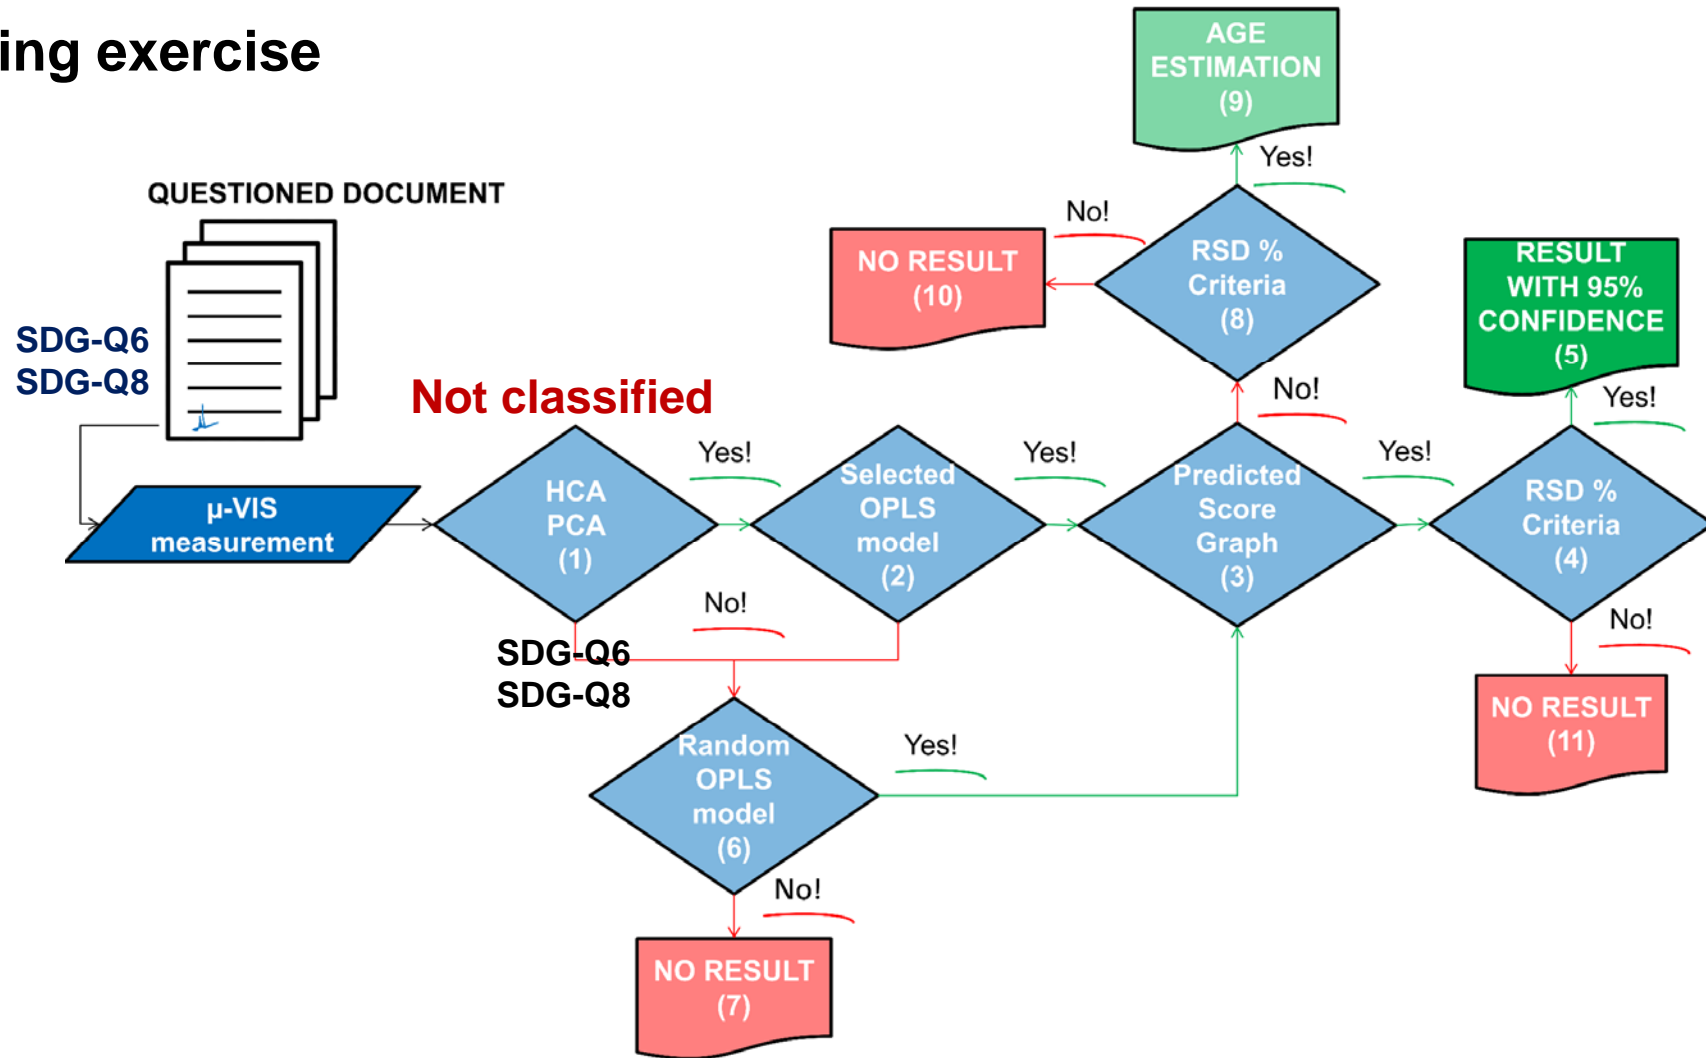 ing exercise
AGE
ESTIMATION
(9)
Yes!
QUESTIONED DOCUMENT
No!
NO RESULT
(10)
RSD %
Criteria
(8)
RESULT
WITH 95%
CONFIDENCE
(5)
SDG-Q6
SDG-Q8
Not classified
No!
Yes!
Yes!
Yes!
Yes!
μ-VIS
measurement
HCA
PCA
(1)
Selected
OPLS
model
(2)
Predicted
Score
Graph
(3)
RSD %
Criteria
(4)
No!
No!
SDG-Q6
SDG-Q8
NO RESULT
(11)
Random
OPLS
model
(6)
Yes!
No!
NO RESULT
(7)